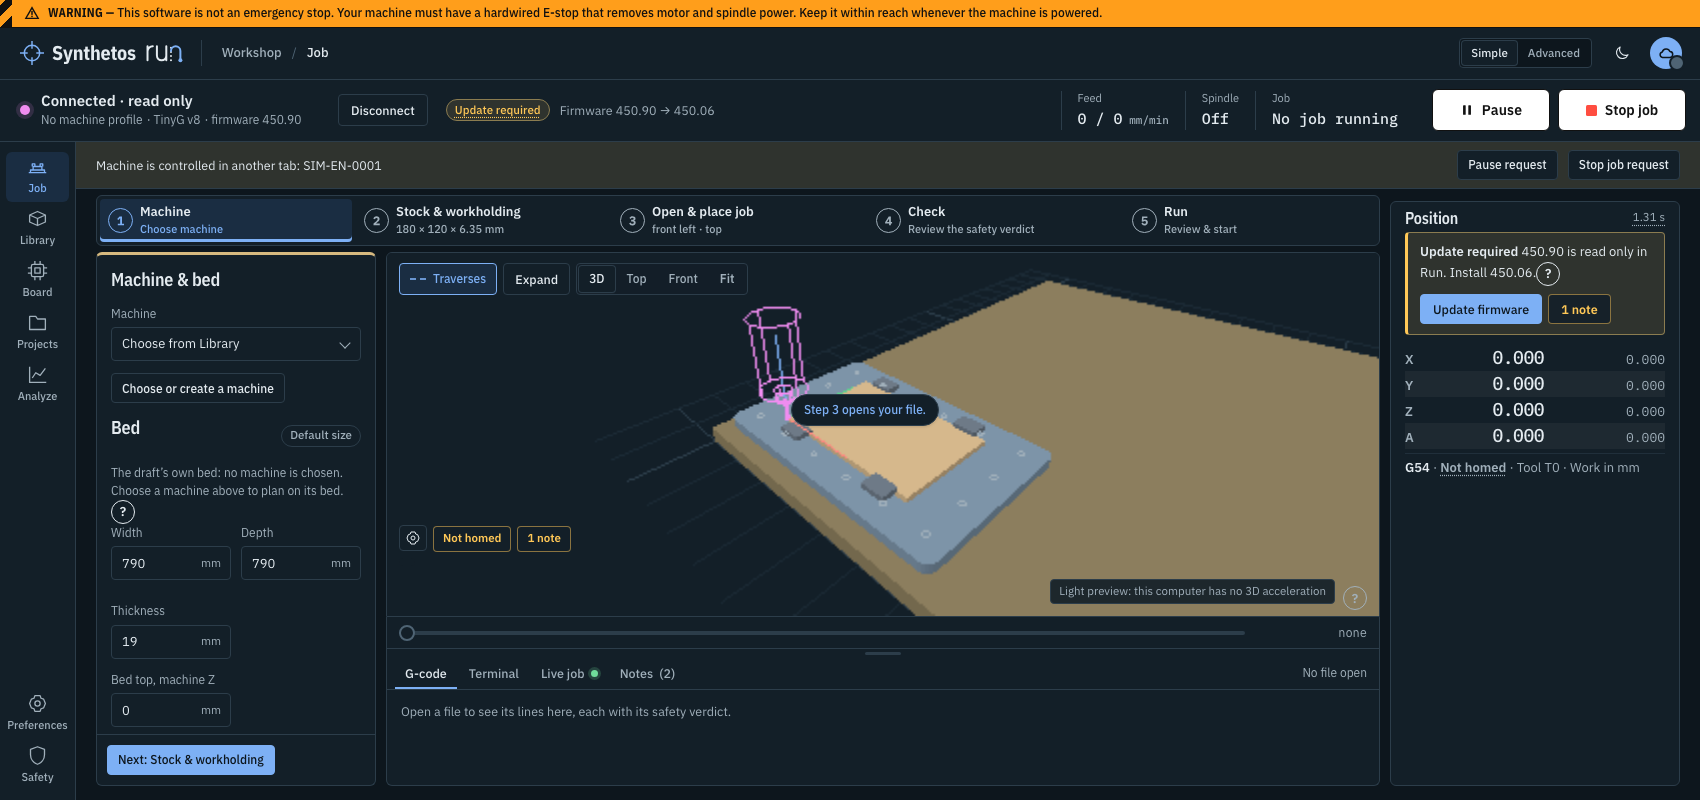 WARNING — This software is not an emergency stop. Your machine must have a hardwired E-stop that removes motor and spindle power. Keep it within reach whenever the machine is powered.
Synthetos run
Workshop / Job
Simple Advanced
Connected · read only
No machine profile · TinyG v8 · firmware 450.90
Disconnect
Update required
Firmware 450.90 → 450.06
Feed
0 / 0 mm/min
Spindle
Off
Job
No job running
Pause
Stop job
Machine is controlled in another tab: SIM-EN-0001
Pause request
Stop job request
Job
Library
Board
Projects
Analyze
Preferences
Safety
1 Machine
Choose machine
2 Stock & workholding
180 × 120 × 6.35 mm
3 Open & place job
front left · top
4 Check
Review the safety verdict
5 Run
Review & start
Machine & bed
Machine
Choose from Library
Choose or create a machine
Bed
Default size
The draft's own bed: no machine is chosen.
Choose a machine above to plan on its bed.
?
Width Depth
790 mm 790 mm
Thickness
19 mm
Bed top, machine Z
0 mm
Next: Stock & workholding
Traverses
Expand
3D Top Front Fit
Step 3 opens your file.
Not homed
1 note
Light preview: this computer has no 3D acceleration
?
none
G-code Terminal Live job Notes (2)
No file open
Open a file to see its lines here, each with its safety verdict.
Position
1.31 s
Update required 450.90 is read only in
Run. Install 450.06. ?
Update firmware
1 note
X 0.000 0.000
Y 0.000 0.000
Z 0.000 0.000
A 0.000 0.000
G54 · Not homed · Tool T0 · Work in mm